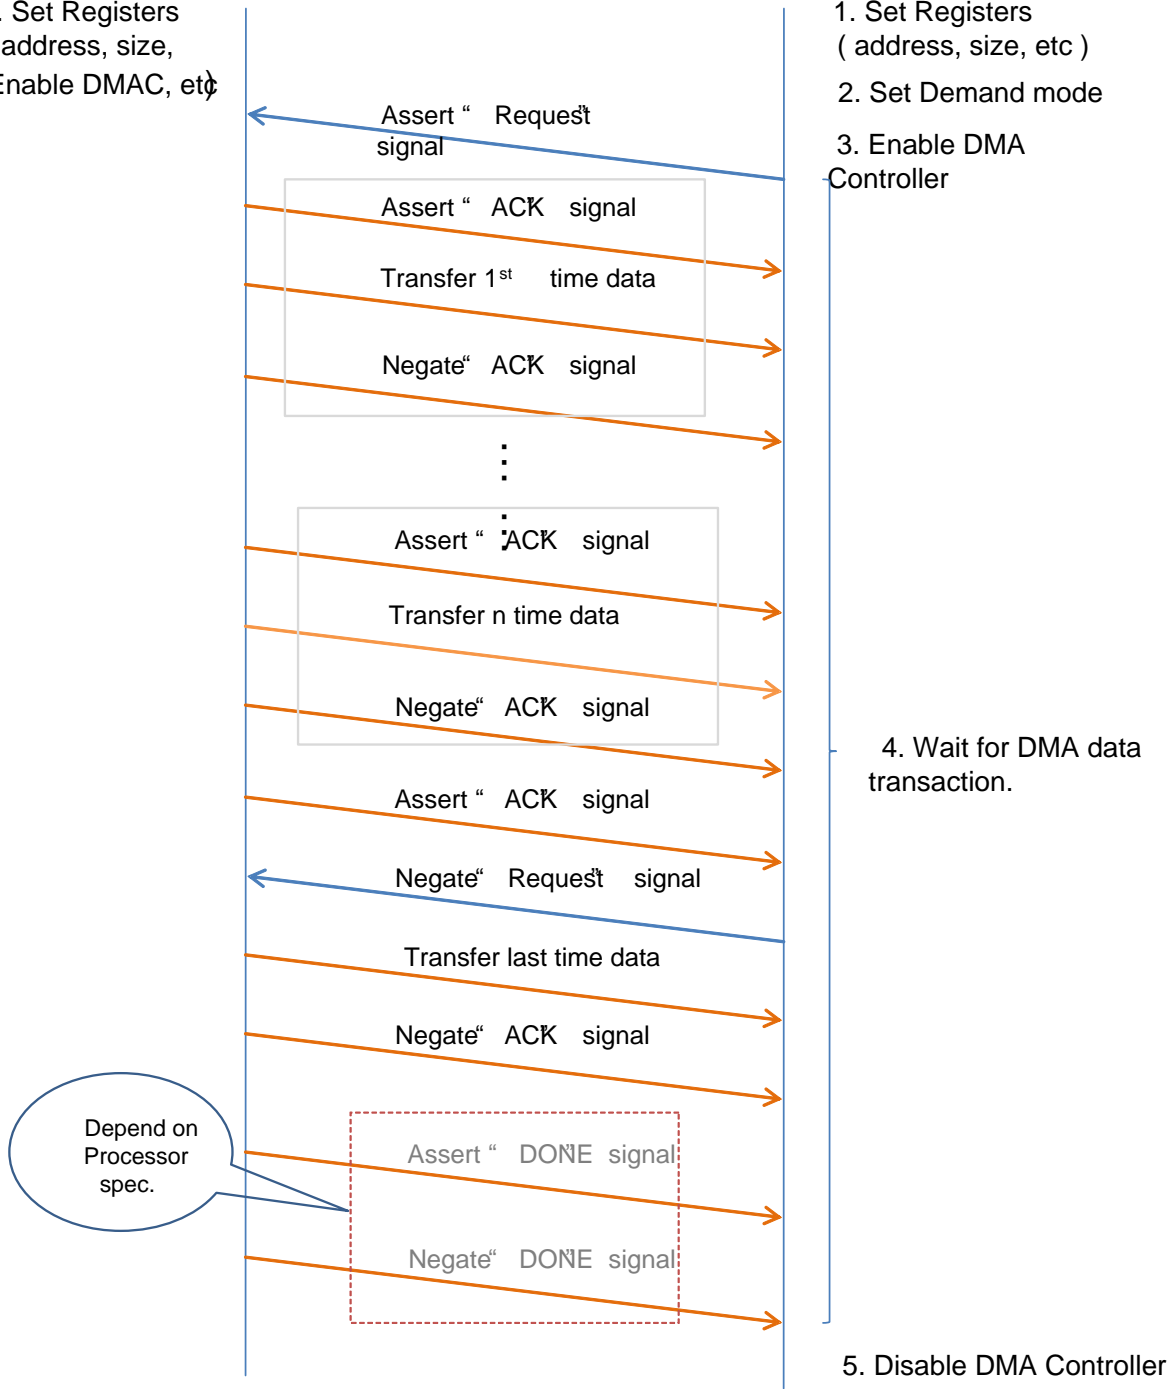 . Set Registers
address, size,
Enable DMAC, etc)
1. Set Registers
( address, size, etc )
2. Set Demand mode
3. Enable DMA
Controller
Assert “ Request”
signal
Assert “ ACK” signal
Transfer 1st time data
Negate“ ACK” signal
⋮
⋮
Assert “ ACK” signal
Transfer n time data
Negate“ ACK” signal
4. Wait for DMA data
transaction.
Assert “ ACK” signal
Negate“ Request” signal
Transfer last time data
Negate“ ACK” signal
Depend on
Processor
spec.
Assert “ DONE” signal
Negate“ DONE” signal
5. Disable DMA Controller